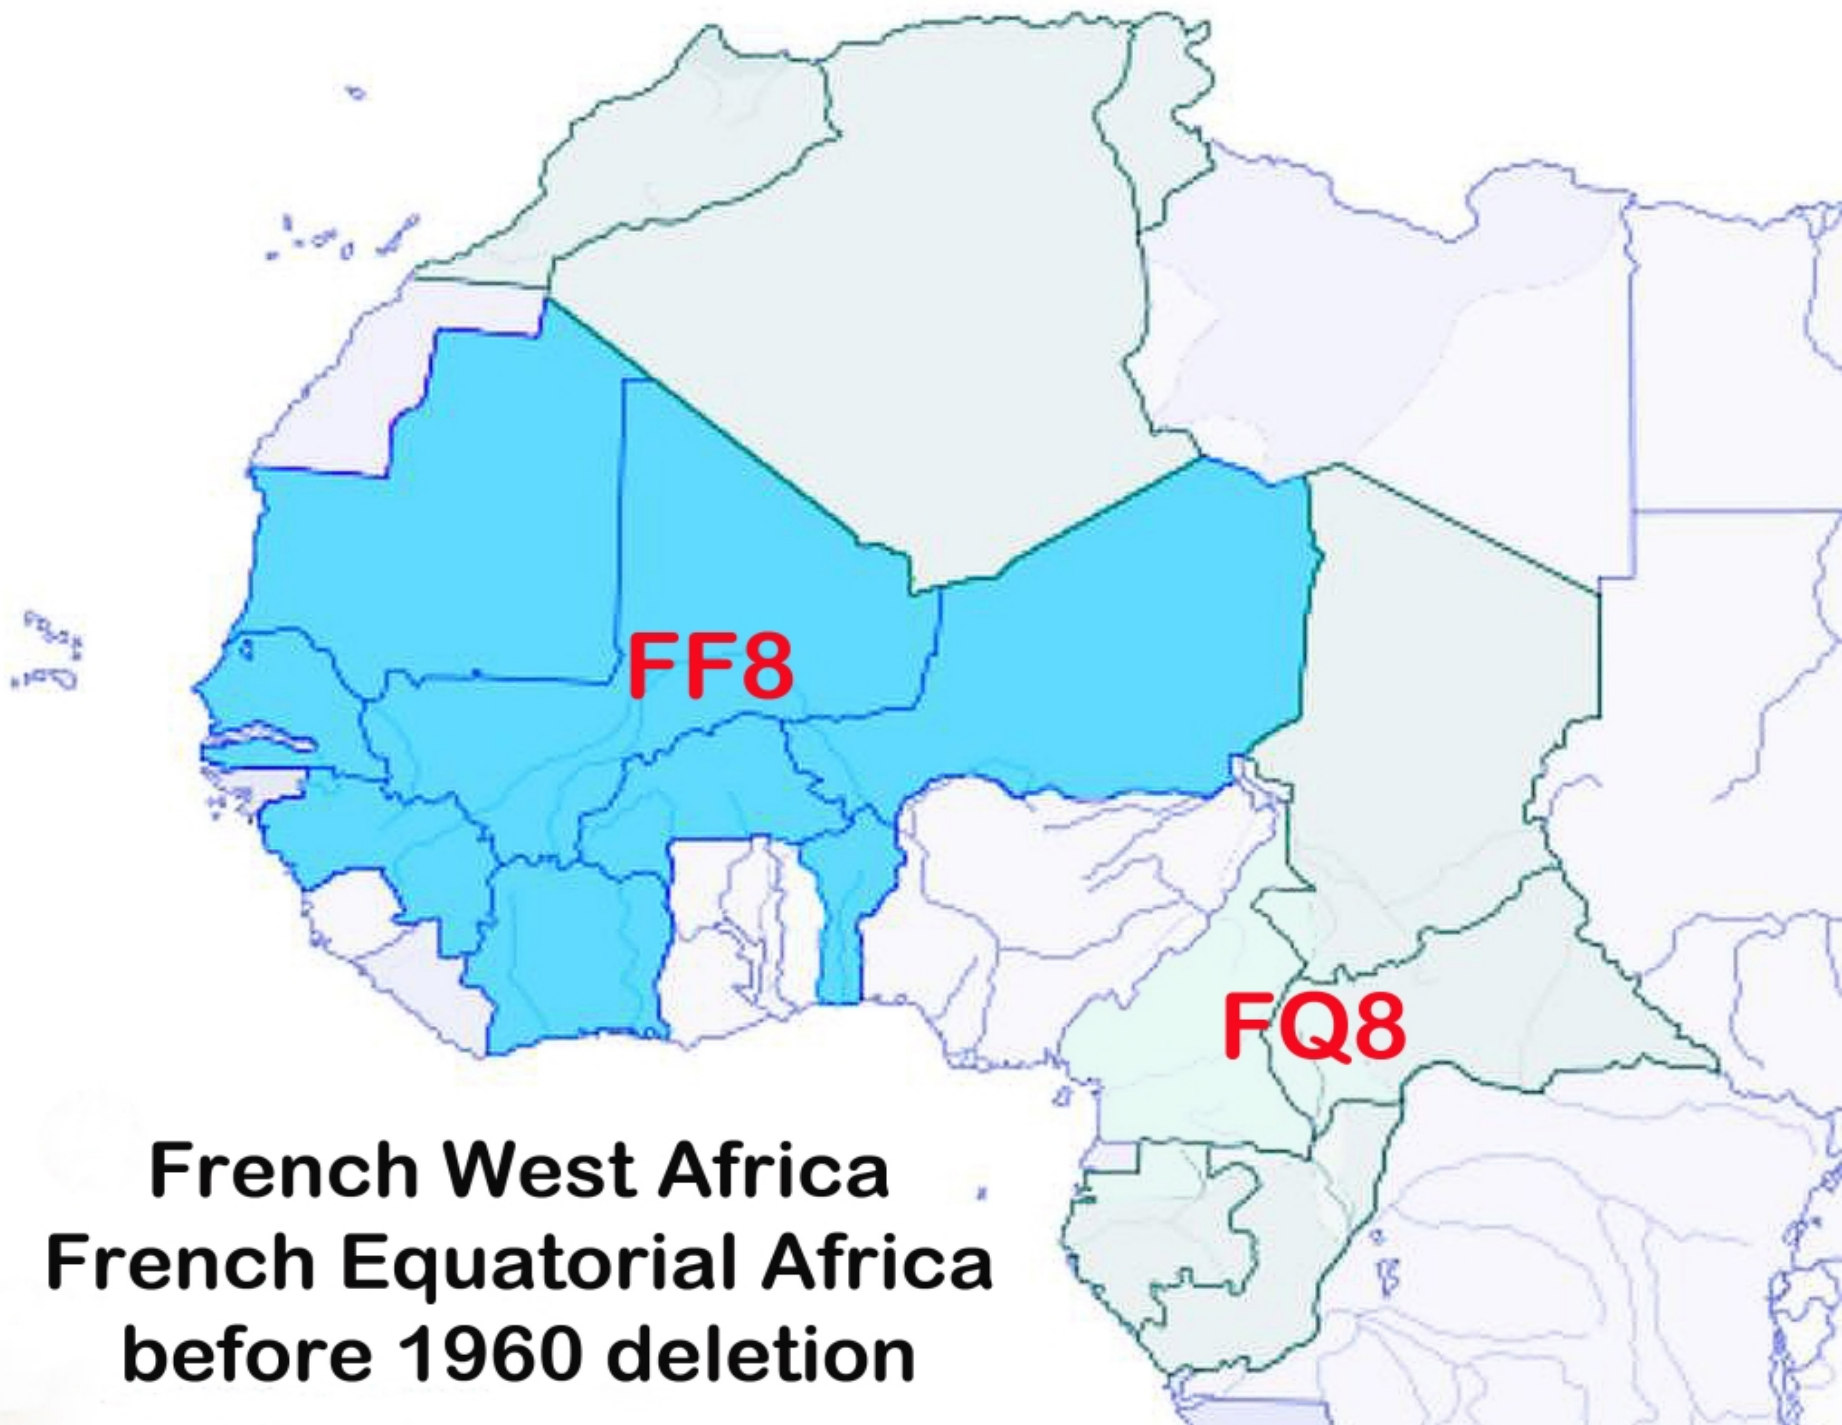 FF8
FQ8
French West Africa
French Equatorial Africa
before 1960 deletion